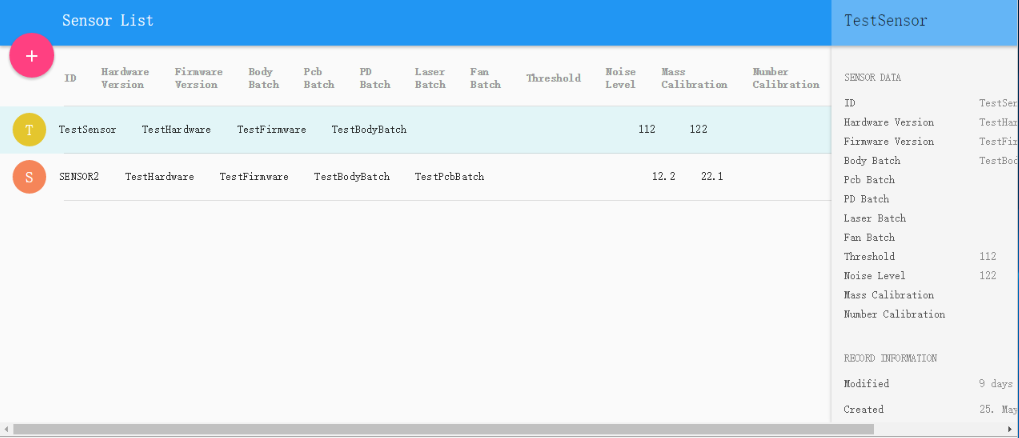 Sensor List
TestSensor
+
ID Hardware Version Firmware Version Body Batch Pcb Batch PD Batch Laser Batch Fan Batch Threshold Noise Level Mass Calibration Number Calibration
T TestSensor TestHardware TestFirmware TestBodyBatch 112 122
S SENSOR2 TestHardware TestFirmware TestBodyBatch TestPcbBatch 12.2 22.1
SENSOR DATA
ID TestSen
Hardware Version TestHar
Firmware Version TestFir
Body Batch TestBod
Pcb Batch
PD Batch
Laser Batch
Fan Batch
Threshold 112
Noise Level 122
Mass Calibration
Number Calibration
RECORD INFORMATION
Modified 9 days
Created 25. May